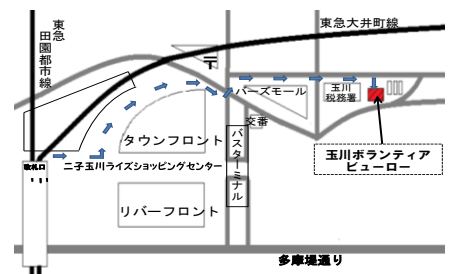 東急
田園都市線
東急大井町線
〒
バーズモール
玉川
税務署
交番
タウンフロント
バスターミナル
玉川ボランティア
ビューロー
改札口
二子玉川ライズショッピングセンター
リバーフロント
多摩堤通り